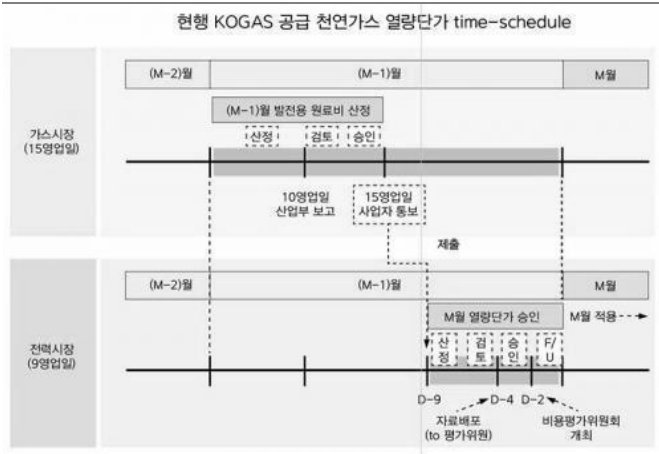 현행 KOGAS 공급 천연가스 열량단가 time-schedule
(M-2)월
(M-1)월
M월
가스시장
(15영업일)
(M-1)월 발전용 원료비 산정
산정
검토
승인
10영업일
산업부 보고
15영업일
사업자 통보
제출
(M-2)월
(M-1)월
M월
전력시장
(9영업일)
M월 열량단가 승인
M월 적용
산정
검토
승인
F/U
D-9
D-4
D-2
자료배포
(to 평가위원)
비용평가위원회
개최